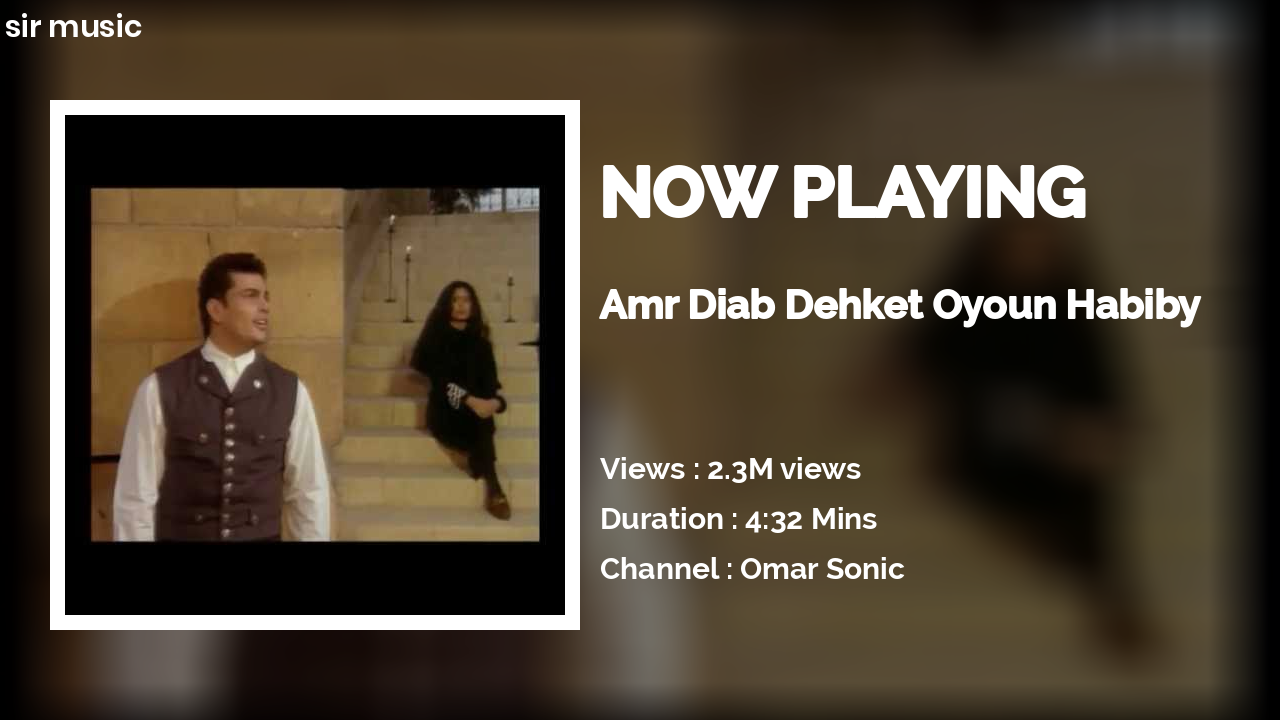 sir music
NOW PLAYING
Amr Diab Dehket Oyoun Habiby
Views : 2.3M views
Duration : 4:32 Mins
Channel : Omar Sonic